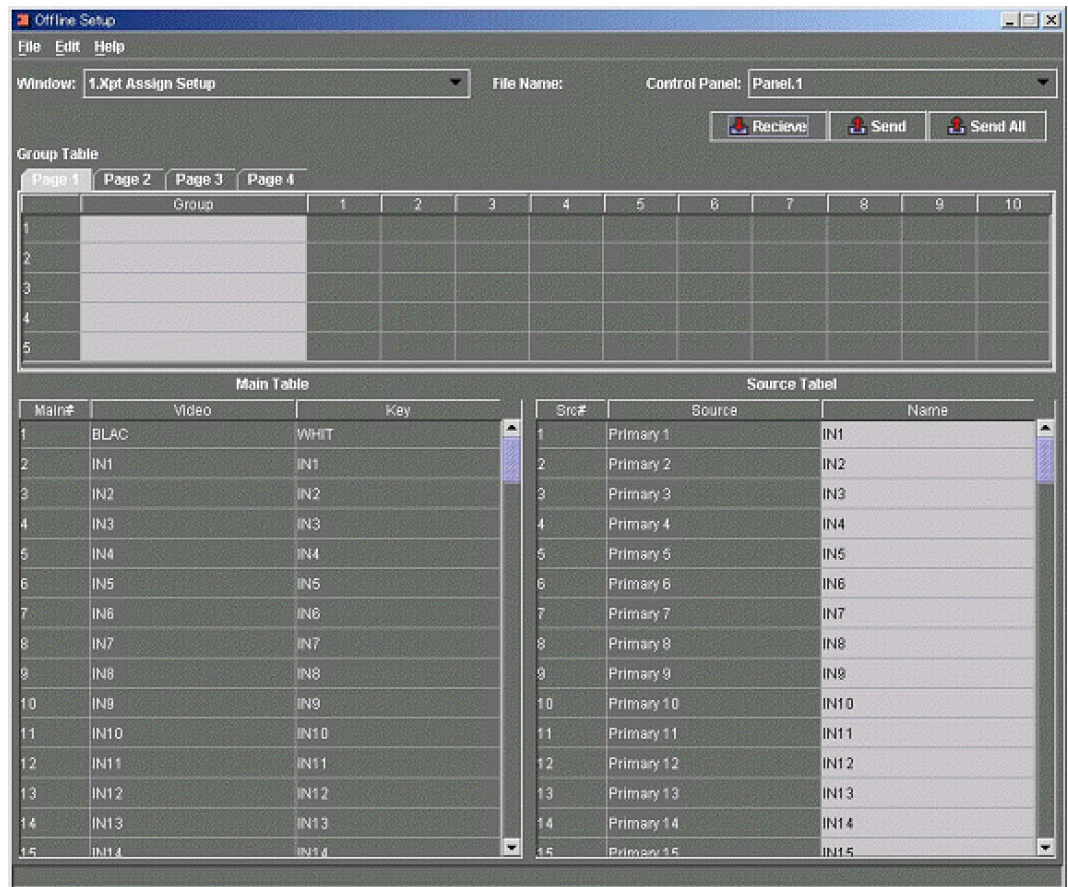 Offline Setup
File Edit Help
Window: 1.Xpt Assign Setup File Name: Control Panel: Panel.1
Recieve Send Send All
Group Table
Page 1 Page 2 Page 3 Page 4
Group 1 2 3 4 5 6 7 8 9 10
1
2
3
4
5
Main Table Source Tabel
Main# Video Key Src# Source Name
1 BLAC WHIT 1 Primary 1 IN1
2 IN1 IN1 2 Primary 2 IN2
3 IN2 IN2 3 Primary 3 IN3
4 IN3 IN3 4 Primary 4 IN4
5 IN4 IN4 5 Primary 5 IN5
6 IN5 IN5 6 Primary 6 IN6
7 IN6 IN6 7 Primary 7 IN7
8 IN7 IN7 8 Primary 8 IN8
9 IN8 IN8 9 Primary 9 IN9
10 IN9 IN9 10 Primary 10 IN10
11 IN10 IN10 11 Primary 11 IN11
12 IN11 IN11 12 Primary 12 IN12
13 IN12 IN12 13 Primary 13 IN13
14 IN13 IN13 14 Primary 14 IN14
15 IN14 IN14 15 Primary 15 IN15